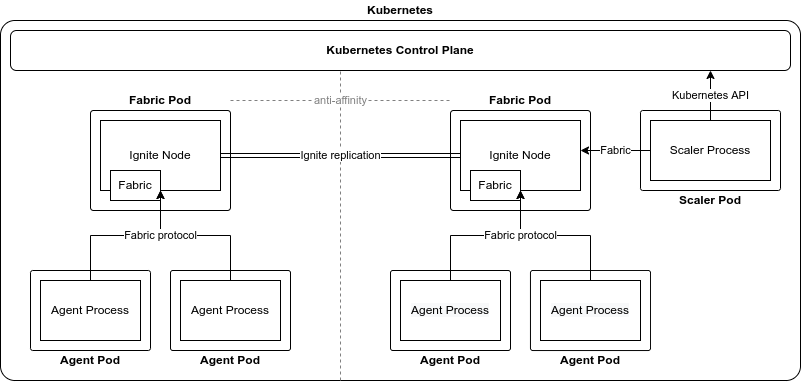 Kubernetes
Kubernetes Control Plane
Fabric Pod
anti-affinity
Fabric Pod
Kubernetes API
Ignite Node
Ignite replication
Ignite Node
Fabric
Scaler Process
Fabric
Fabric
Scaler Pod
Fabric protocol
Fabric protocol
Agent Process
Agent Process
Agent Process
Agent Process
Agent Pod
Agent Pod
Agent Pod
Agent Pod